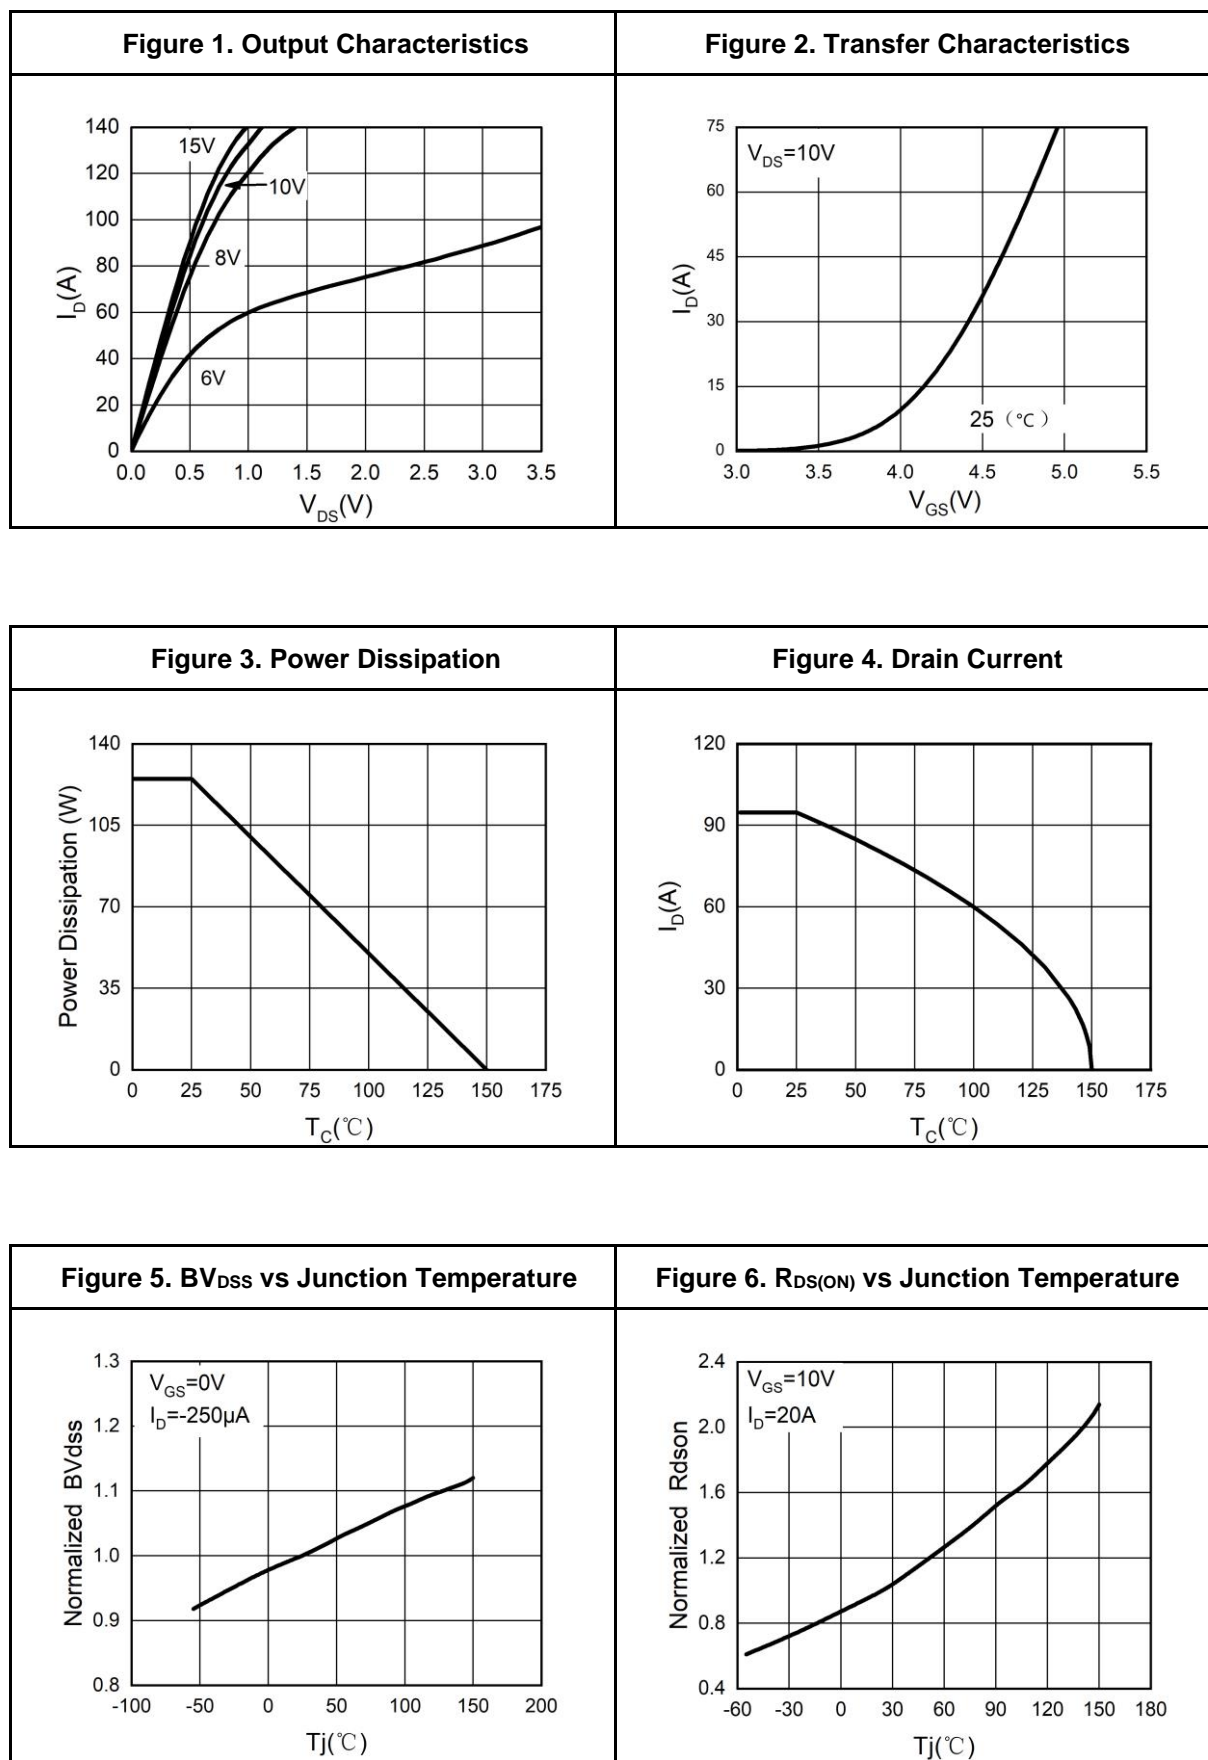 Figure 1. Output Characteristics
Figure 2. Transfer Characteristics
140
120
100
80
60
40
20
0
I_D(A)
15V
10V
8V
6V
0.0 0.5 1.0 1.5 2.0 2.5 3.0 3.5
V_DS(V)
75
60
45
30
15
0
I_D(A)
V_DS=10V
25 (℃)
3.0 3.5 4.0 4.5 5.0 5.5
V_GS(V)
Figure 3. Power Dissipation
Figure 4. Drain Current
140
105
70
35
0
Power Dissipation (W)
0 25 50 75 100 125 150 175
T_C(℃)
120
90
60
30
0
I_D(A)
0 25 50 75 100 125 150 175
T_C(℃)
Figure 5. BV_DSS vs Junction Temperature
Figure 6. R_DS(ON) vs Junction Temperature
1.3
1.2
1.1
1.0
0.9
0.8
Normalized BVdss
V_GS=0V
I_D=-250μA
-100 -50 0 50 100 150 200
Tj(℃)
2.4
2.0
1.6
1.2
0.8
0.4
Normalized Rdson
V_GS=10V
I_D=20A
-60 -30 0 30 60 90 120 150 180
Tj(℃)